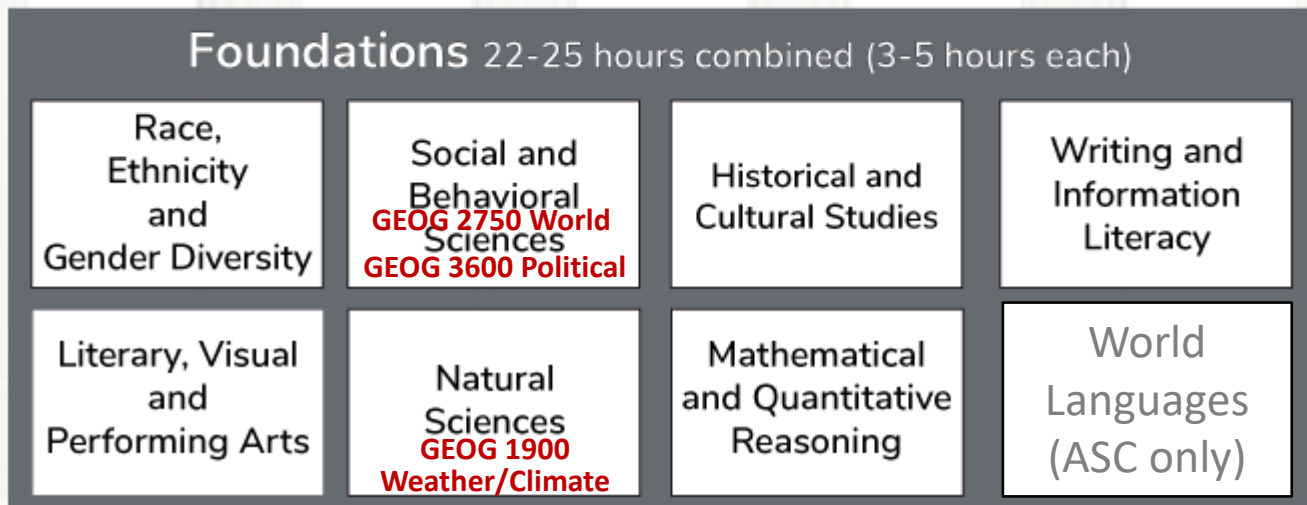 Foundations 22-25 hours combined (3-5 hours each)
Race,
Ethnicity
and
Gender Diversity
Social and
Behavioral
GEOG 2750 World
Sciences
GEOG 3600 Political
Historical and
Cultural Studies
Writing and
Information
Literacy
Literary, Visual
and
Performing Arts
Natural
Sciences
GEOG 1900
Weather/Climate
Mathematical
and Quantitative
Reasoning
World
Languages
(ASC only)